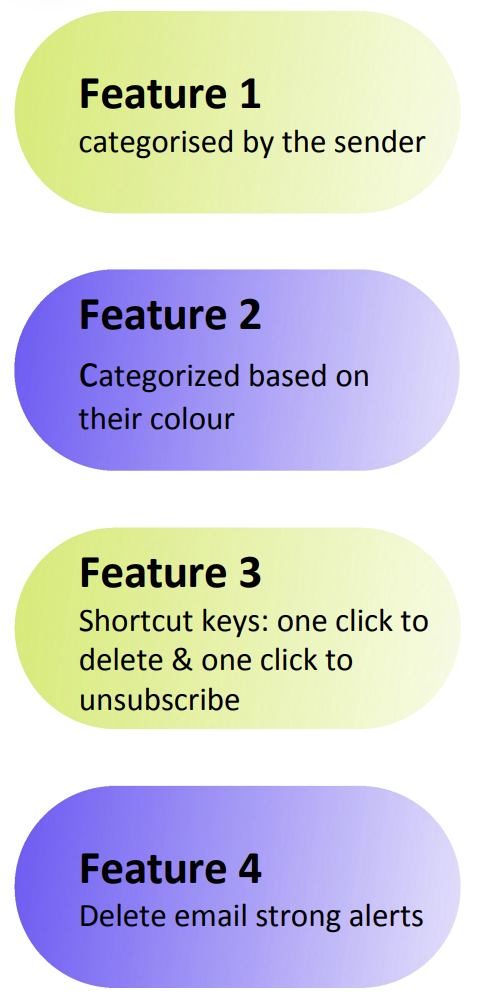 Feature 1
categorised by the sender
Feature 2
Categorized based on
their colour
Feature 3
Shortcut keys: one click to
delete & one click to
unsubscribe
Feature 4
Delete email strong alerts